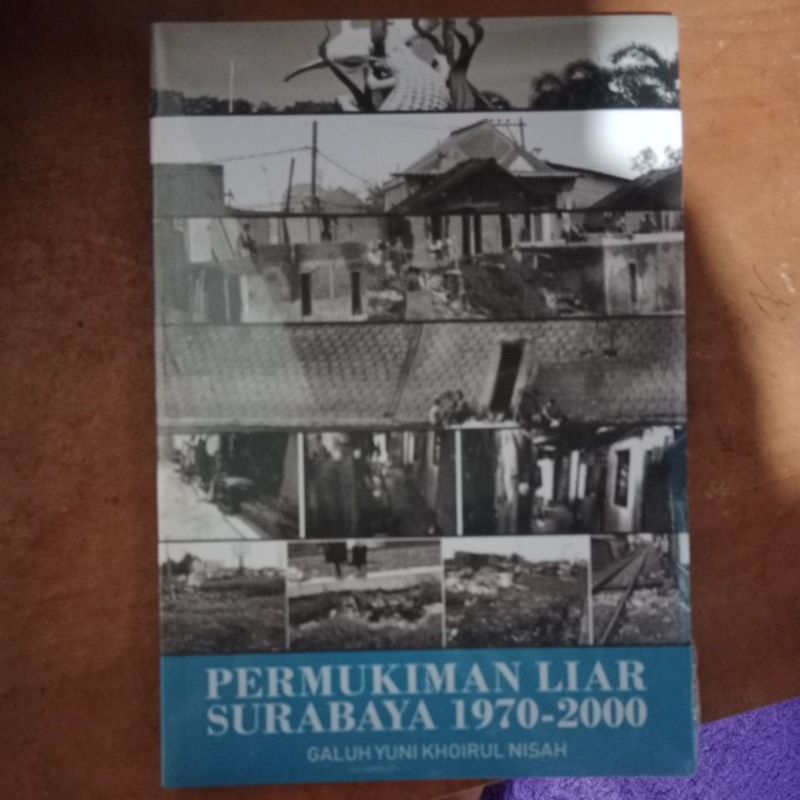 PERMUKIMAN LIAR
SURABAYA 1970-2000
GALUH YUNI KHOIRUL NISAH